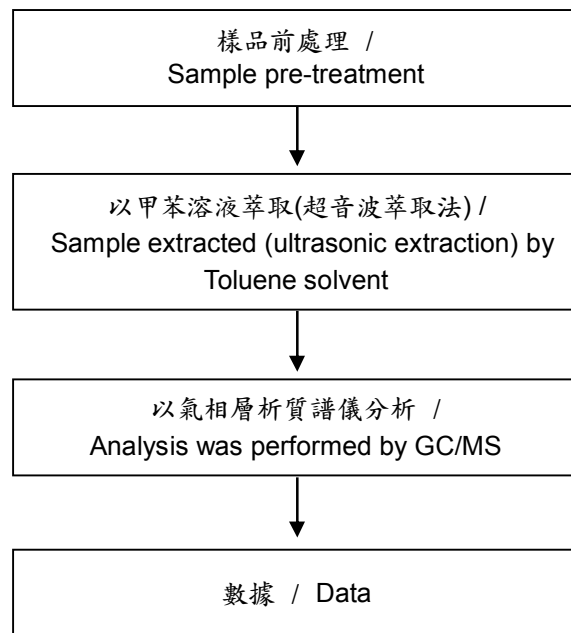 樣品前處理 /
Sample pre-treatment
以甲苯溶液萃取(超音波萃取法) /
Sample extracted (ultrasonic extraction) by
Toluene solvent
以氣相層析質譜儀分析 /
Analysis was performed by GC/MS
數據 / Data